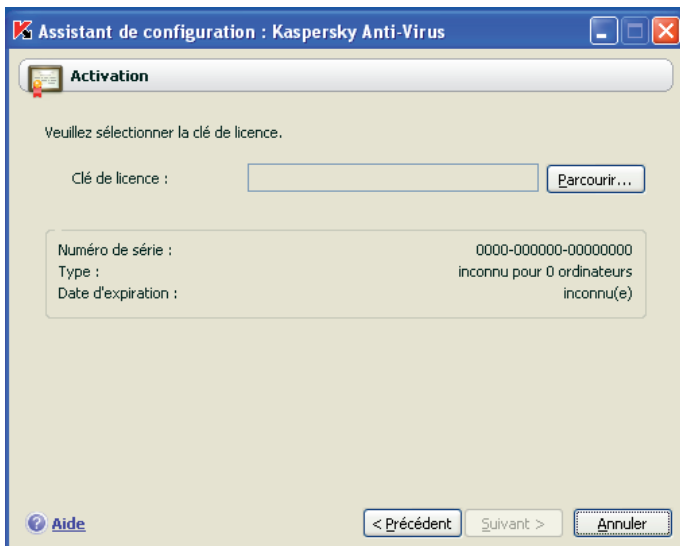 Assistant de configuration : Kaspersky Anti-Virus
Activation
Veuillez sélectionner la clé de licence.
Clé de licence : Parcourir...
Numéro de série : 0000-000000-00000000
Type : inconnu pour 0 ordinateurs
Date d'expiration : inconnu(e)
Aide < Précédent Suivant > Annuler